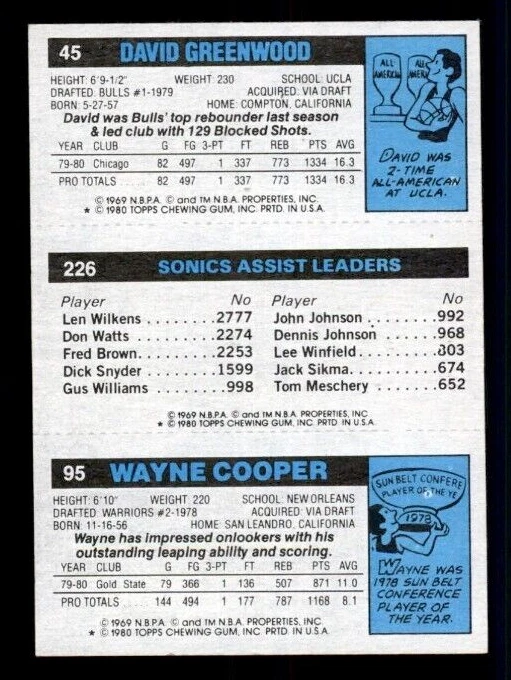 45 DAVID GREENWOOD
HEIGHT: 6'9-1/2" WEIGHT: 230 SCHOOL: UCLA
DRAFTED: BULLS #1-1979 ACQUIRED: VIA DRAFT
BORN: 5-27-57 HOME: COMPTON, CALIFORNIA
David was Bulls' top rebounder last season
& led club with 129 Blocked Shots.
YEAR CLUB G FG 3-PT FT REB PTS AVG
79-80 Chicago 82 497 1 337 773 1334 16.3
PRO TOTALS 82 497 1 337 773 1334 16.3
© 1969 N.B.P.A. © and TM N.B.A. PROPERTIES, INC.
★ © 1980 TOPPS CHEWING GUM, INC. PRTD. IN U.S.A.
ALL- AMERICAN
ALL- AMERI
DAVID WAS
2-TIME
ALL-AMERICAN
AT UCLA.
226 SONICS ASSIST LEADERS
Player No Player No
Len Wilkens ........2777 John Johnson .......992
Don Watts .........2274 Dennis Johnson .....968
Fred Brown.........2253 Lee Winfield........803
Dick Snyder ........1599 Jack Sikma.........674
Gus Williams ........998 Tom Meschery ......652
© 1969 N.B.P.A. © and TM N.B.A. PROPERTIES, INC
★ © 1980 TOPPS CHEWING GUM, INC. PRTD. IN U.S.A.
95 WAYNE COOPER
HEIGHT: 6'10" WEIGHT: 220 SCHOOL: NEW ORLEANS
DRAFTED: WARRIORS #2-1978 ACQUIRED: VIA DRAFT
BORN: 11-16-56 HOME: SAN LEANDRO, CALIFORNIA
Wayne has impressed onlookers with his
outstanding leaping ability and scoring.
YEAR CLUB G FG 3-PT FT REB PTS AVG
79-80 Gold State 79 366 1 136 507 871 11.0
PRO TOTALS 144 494 1 177 787 1168 8.1
© 1969 N.B.P.A. © and TM N.B.A. PROPERTIES, INC.
★ © 1980 TOPPS CHEWING GUM, INC. PRTD. IN U.S.A.
SUN BELT CONFERE
PLAYER OF THE YE
1978
WAYNE WAS
1978 SUN BELT
CONFERENCE
PLAYER OF
THE YEAR.